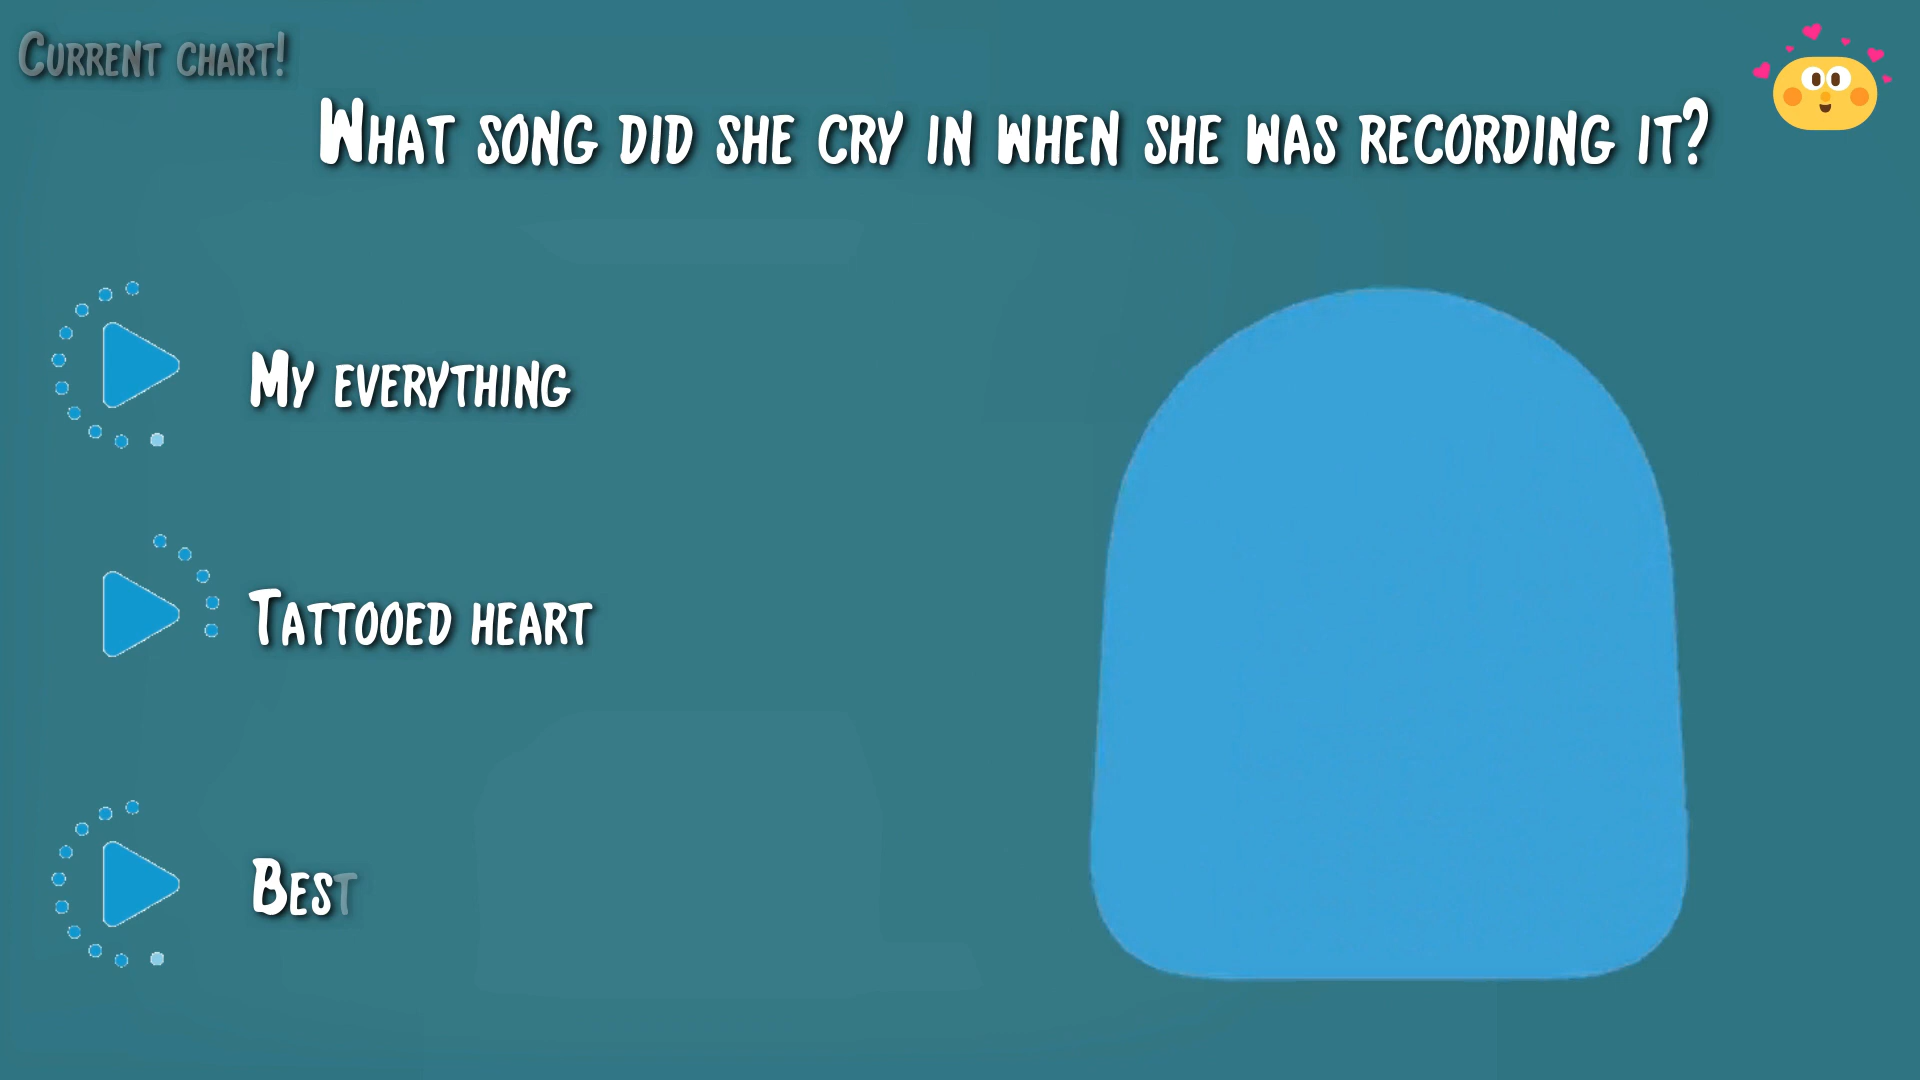 Current chart!
What song did she cry in when she was recording it?
My everything
Tattooed heart
Best